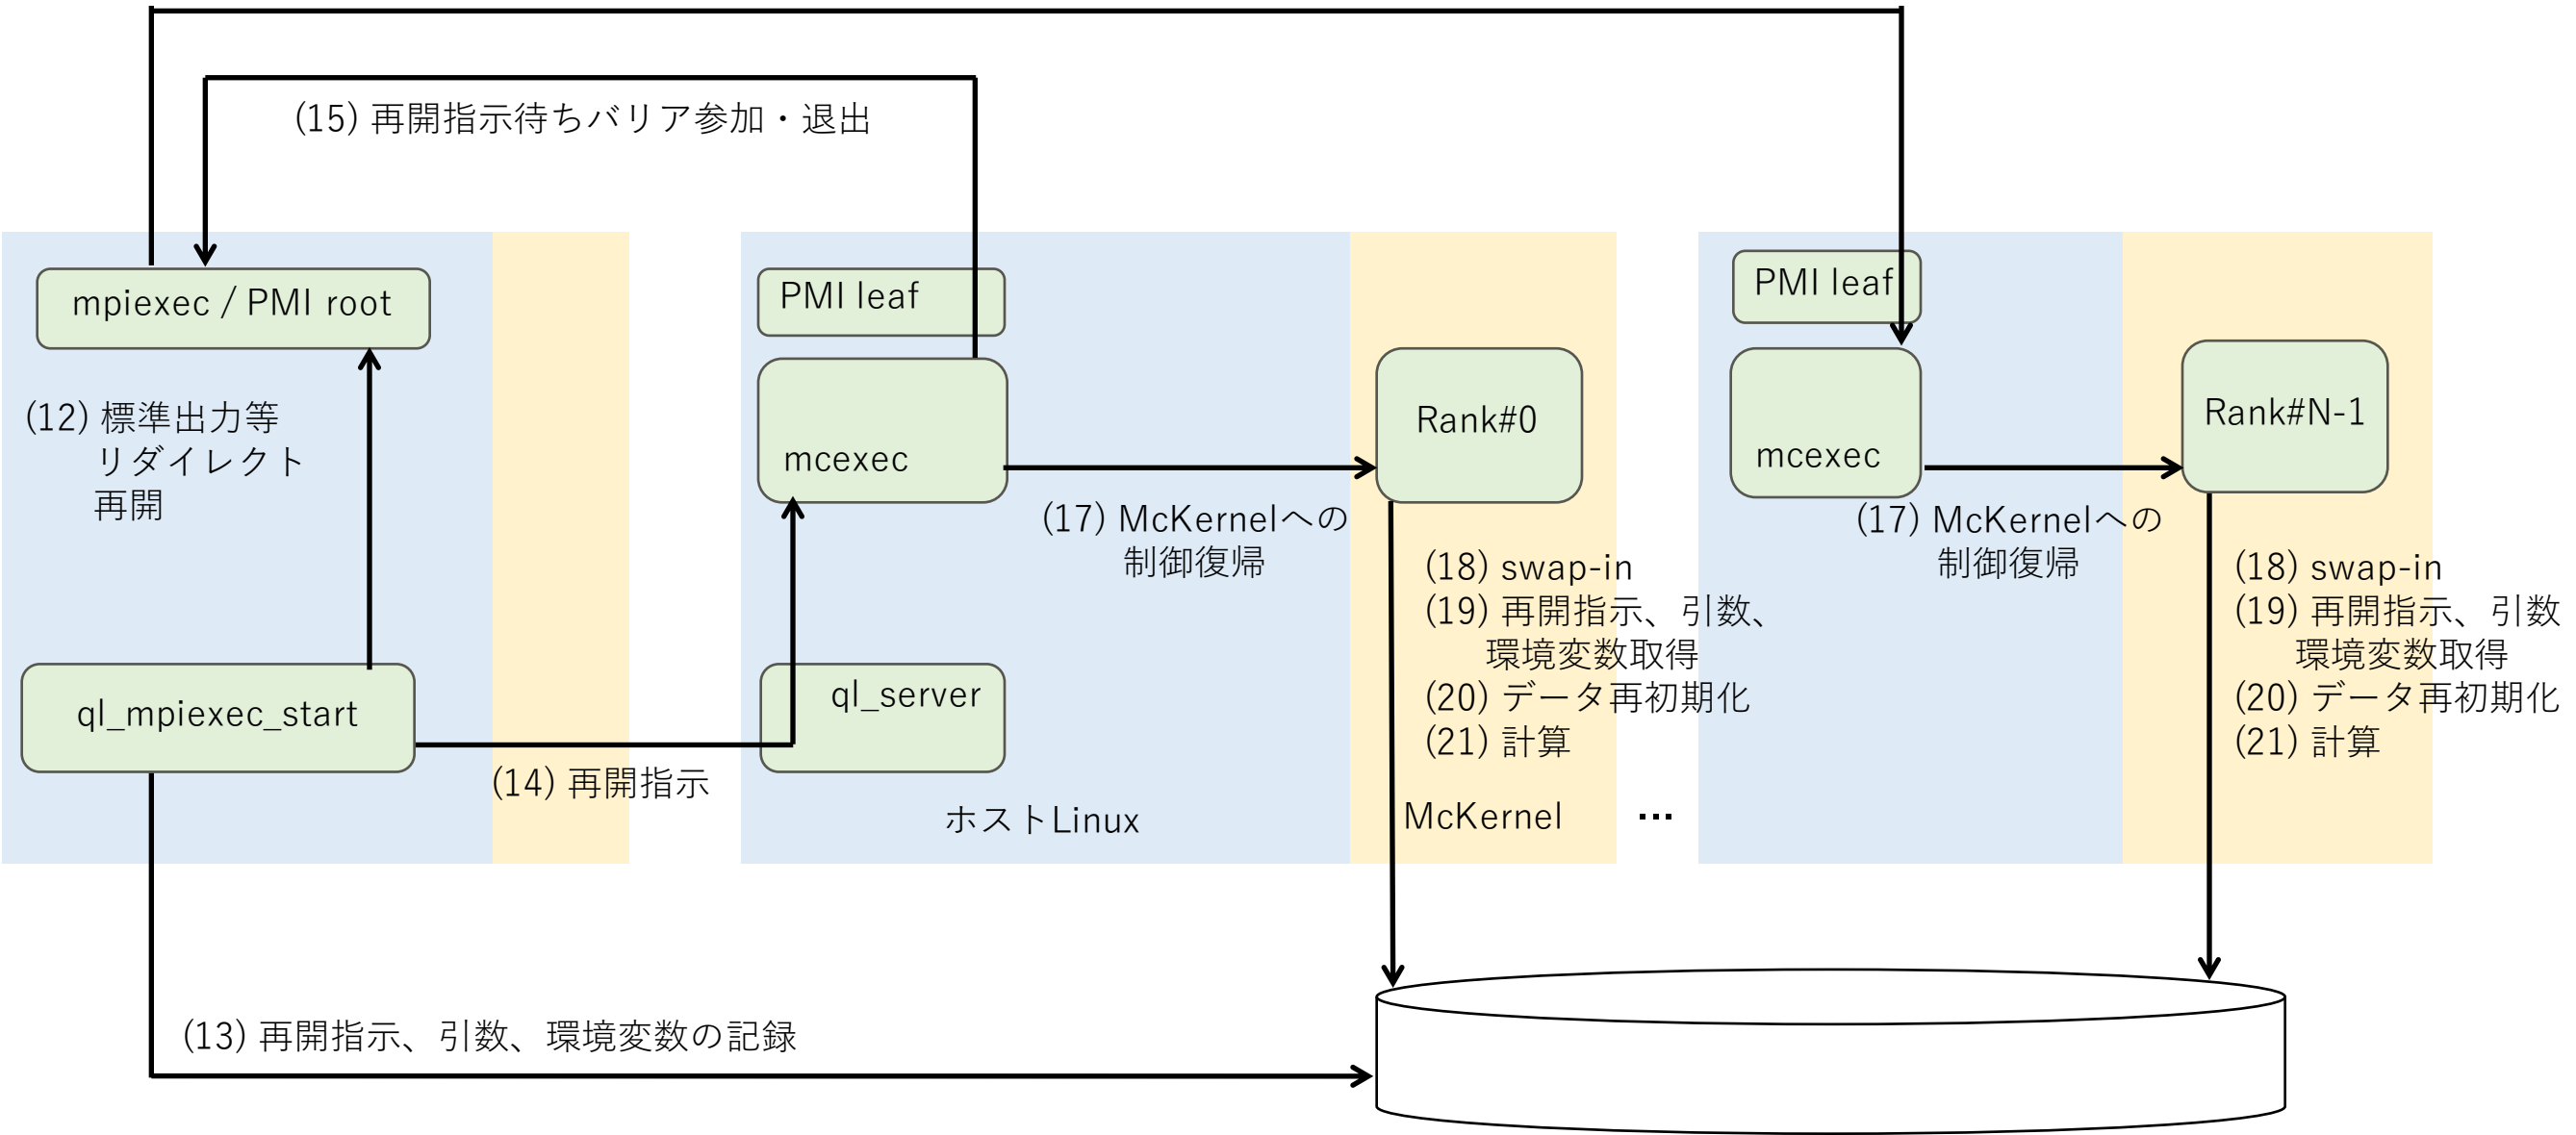 (15) 再開指示待ちバリア参加・退出
mpiexec / PMI root
(12) 標準出力等
リダイレクト
再開
ql_mpiexec_start
(14) 再開指示
PMI leaf
mcexec
ql_server
ホストLinux
(17) McKernelへの
制御復帰
Rank#0
(18) swap-in
(19) 再開指示、引数、
環境変数取得
(20) データ再初期化
(21) 計算
McKernel
...
PMI leaf
mcexec
(17) McKernelへの
制御復帰
Rank#N-1
(18) swap-in
(19) 再開指示、引数
環境変数取得
(20) データ再初期化
(21) 計算
(13) 再開指示、引数、環境変数の記録